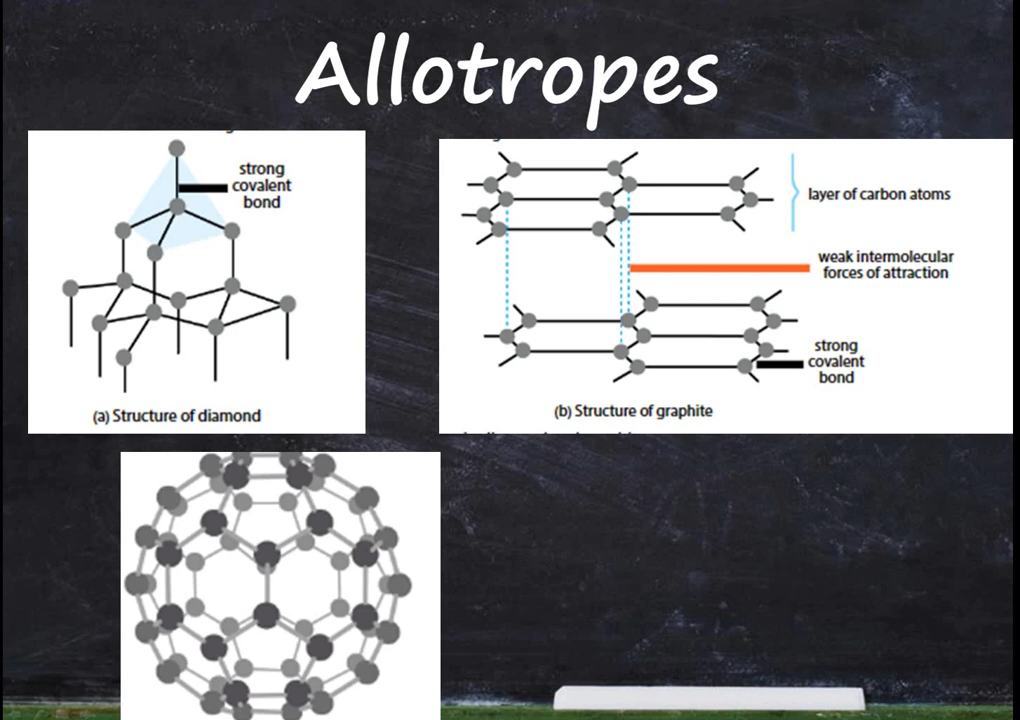 Allotropes
strong
covalent
bond
(a) Structure of diamond
layer of carbon atoms
weak intermolecular
forces of attraction
strong
covalent
bond
(b) Structure of graphite